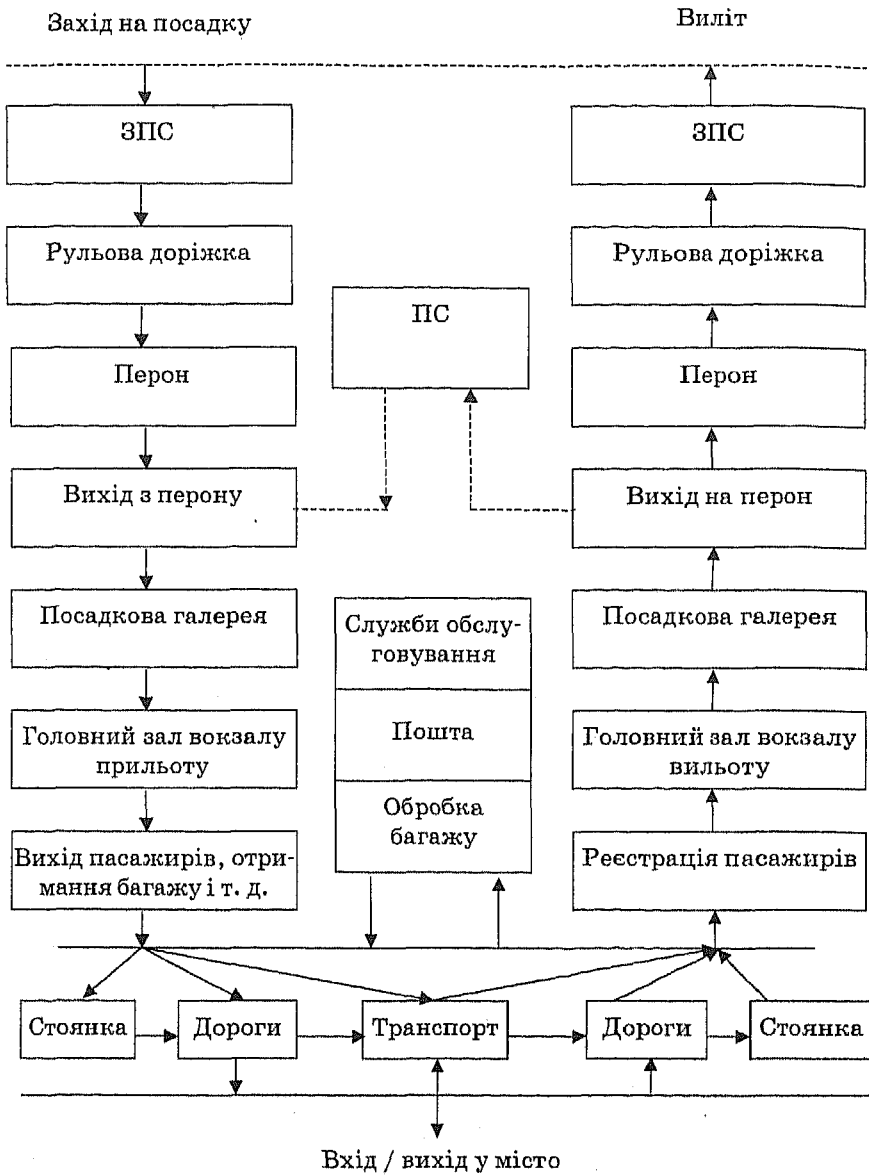 Захід на посадку
Виліт
ЗПС
ЗПС
Рульова доріжка
Рульова доріжка
ПС
Перон
Перон
Вихід з перону
Вихід на перон
Посадкова галерея
Служби обслу-
говування
Посадкова галерея
Головний зал вокзалу
прильоту
Пошта
Головний зал вокзалу
вильоту
Обробка
багажу
Вихід пасажирів, отри-
мання багажу і т. д.
Реєстрація пасажирів
Стоянка
Дороги
Транспорт
Дороги
Стоянка
Вхід / вихід у місто